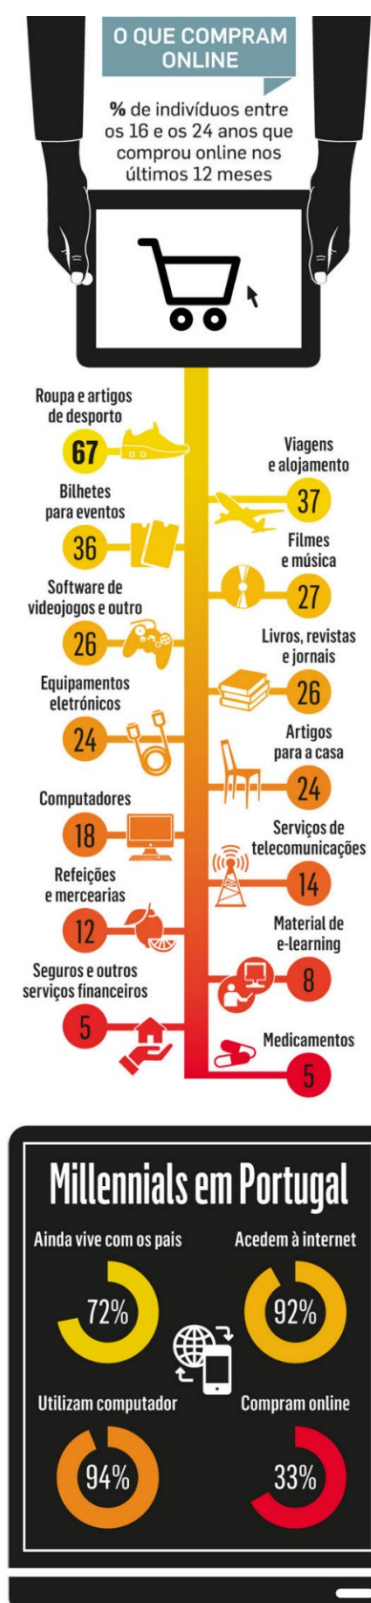 O QUE COMPRAM
ONLINE
% de indivíduos entre
os 16 e os 24 anos que
comprou online nos
últimos 12 meses
Roupa e artigos
de desporto
67
Viagens
e alojamento
37
Bilhetes
para eventos
36
Filmes
e música
27
Software de
videojogos e outro
26
Livros, revistas
e jornais
26
Equipamentos
eletrónicos
24
Artigos
para a casa
24
Computadores
18
Serviços de
telecomunicações
14
Refeições
e mercearias
12
Material de
e-learning
8
Seguros e outros
serviços financeiros
5
Medicamentos
5
Millennials em Portugal
Ainda vive com os pais
72%
Acedem à internet
92%
Utilizam computador
94%
Compram online
33%